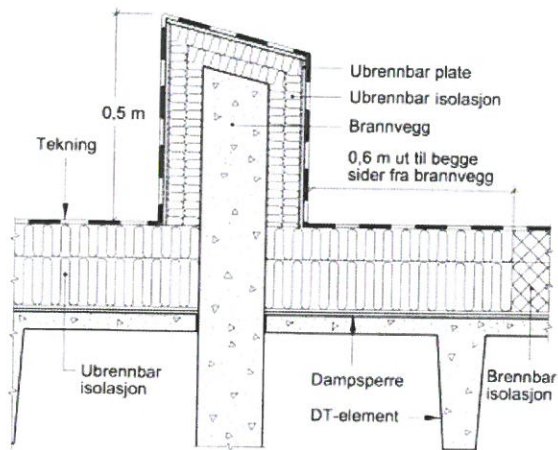 Ubrennbar plate
Ubrennbar isolasjon
0,5 m
Brannvegg
Tekning
0,6 m ut til begge
sider fra brannvegg
Ubrennbar
isolasjon
Dampsperre
DT-element
Brennbar
isolasjon